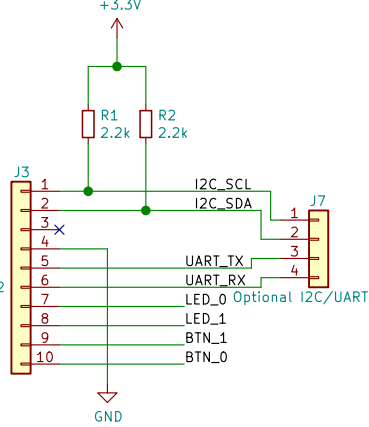 +3.3V
R1
2.2k
R2
2.2k
J3
1
2
3
4
5
6
7
8
9
10
I2C_SCL
I2C_SDA
UART_TX
UART_RX
LED_0
LED_1
BTN_1
BTN_0
J7
1
2
3
4
Optional I2C/UART
GND